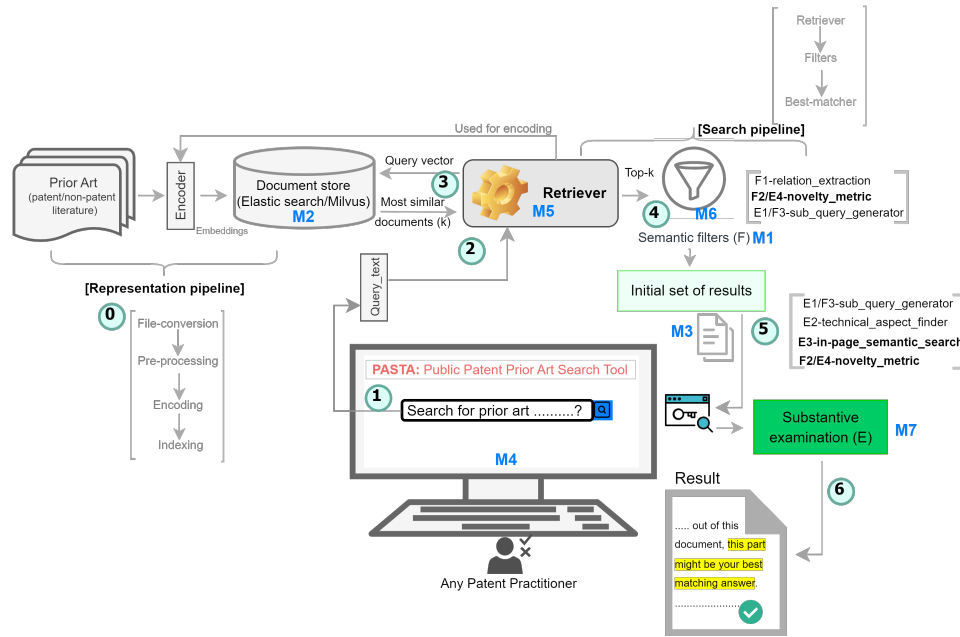 Retriever
Filters
Best-matcher
Used for encoding
[Search pipeline]
Prior Art
(patent/non-patent
literature)
Encoder
Embeddings
Document store
(Elastic search/Milvus)
M2
Query vector
3
Most similar
documents (k)
2
Retriever
M5
Top-k
4
M6
Semantic filters (F) M1
F1-relation_extraction
F2/E4-novelty_metric
E1/F3-sub_query_generator
[Representation pipeline]
0
File-conversion
Pre-processing
Encoding
Indexing
Query_text
Initial set of results
M3
5
E1/F3-sub_query_generator
E2-technical_aspect_finder
E3-in-page_semantic_search
F2/E4-novelty_metric
PASTA: Public Patent Prior Art Search Tool
1
Search for prior art ..........?
M4
Substantive
examination (E)
M7
6
Any Patent Practitioner
Result
..... out of this
document, this part
might be your best
matching answer.
........................